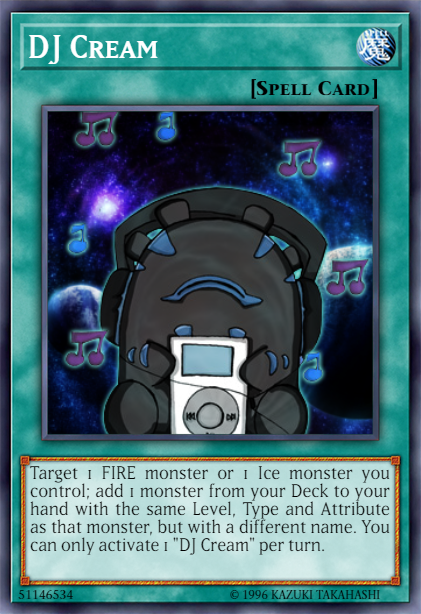 DJ Cream
魔
[Spell Card]
Target 1 FIRE monster or 1 Ice monster you
control; add 1 monster from your Deck to your
hand with the same Level, Type and Attribute
as that monster, but with a different name. You
can only activate 1 "DJ Cream" per turn.
51146534
©1996 KAZUKI TAKAHASHI